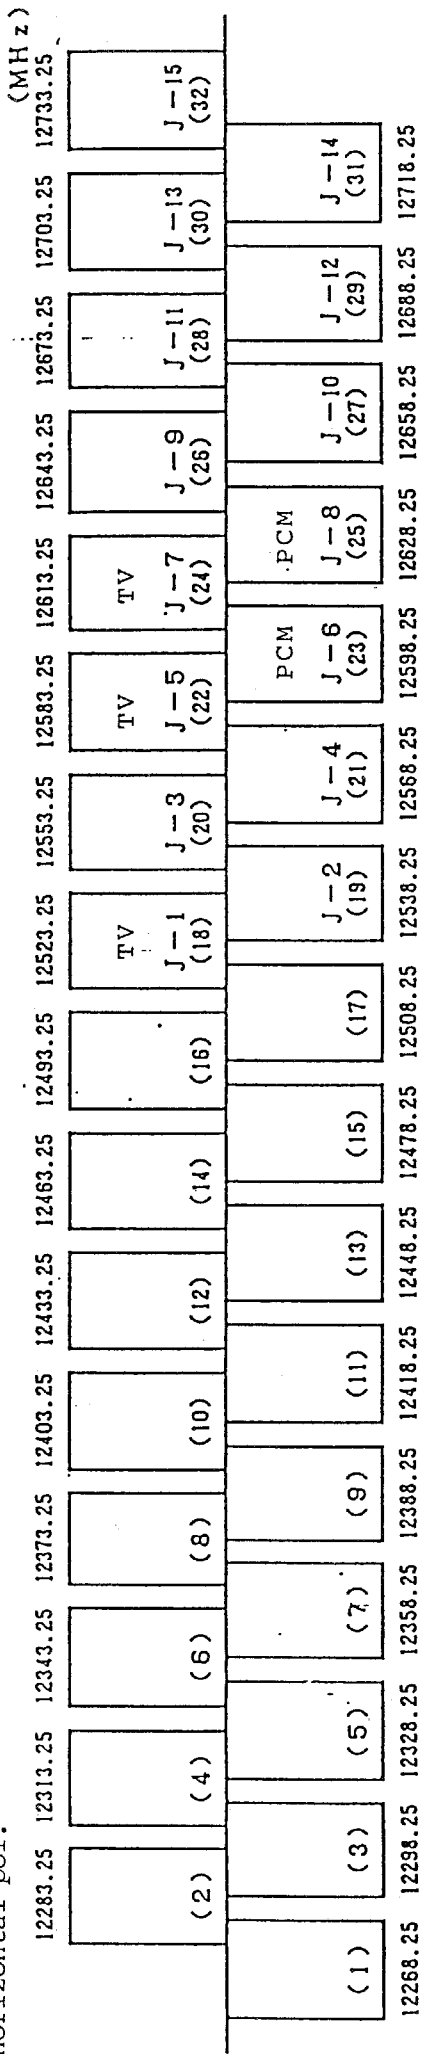 (MHz)
horizontal pol.
12283.25 12313.25 12343.25 12373.25 12403.25 12433.25 12463.25 12493.25 12523.25 12553.25 12583.25 12613.25 12643.25 12673.25 12703.25 12733.25
TV TV TV
J-1 J-3 J-5 J-7 J-9 J-11 J-13 J-15
(2) (4) (6) (8) (10) (12) (14) (16) (18) (20) (22) (24) (26) (28) (30) (32)
PCM PCM
J-2 J-4 J-6 J-8 J-10 J-12 J-14
(1) (3) (5) (7) (9) (11) (13) (15) (17) (19) (21) (23) (25) (27) (29) (31)
12268.25 12298.25 12328.25 12358.25 12388.25 12418.25 12448.25 12478.25 12508.25 12538.25 12568.25 12598.25 12628.25 12658.25 12688.25 12718.25